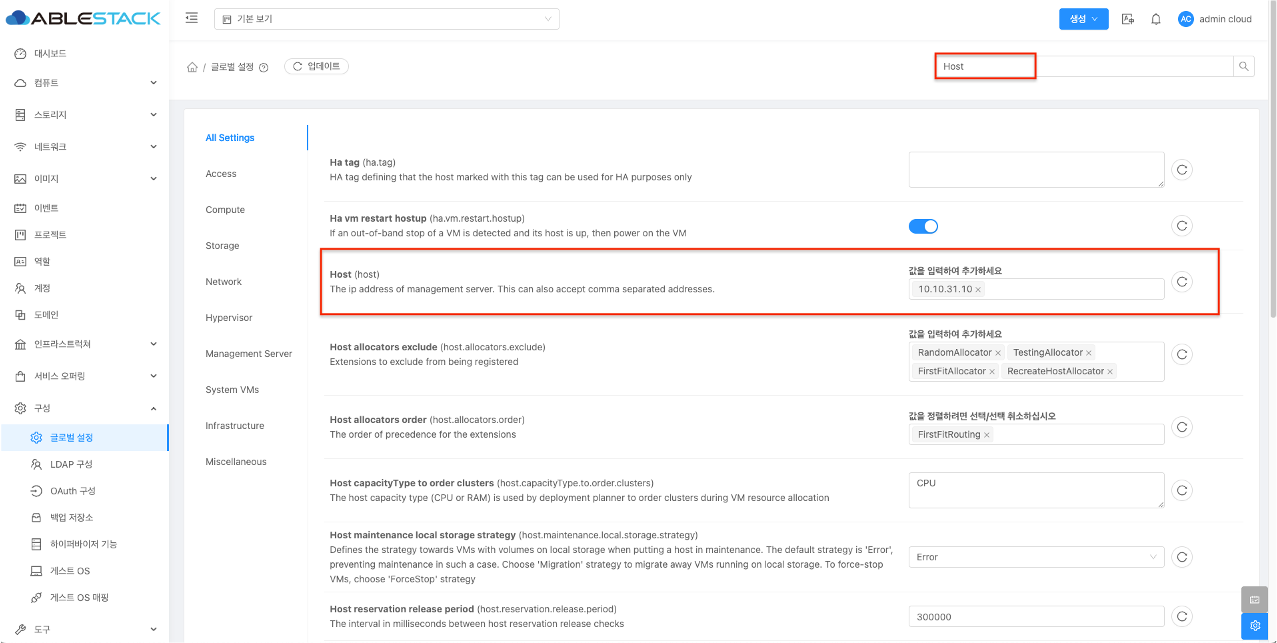 ABLESTACK
기본 보기
생성
AC
admin cloud
대시보드
컴퓨트
스토리지
네트워크
이미지
이벤트
프로젝트
역할
계정
도메인
인프라스트럭쳐
서비스 오퍼링
구성
글로벌 설정
LDAP 구성
OAuth 구성
백업 저장소
하이퍼바이저 기능
게스트 OS
게스트 OS 매핑
도구
/ 글로벌 설정
업데이트
Host
All Settings
Access
Compute
Storage
Network
Hypervisor
Management Server
System VMs
Infrastructure
Miscellaneous
Ha tag (ha.tag)
HA tag defining that the host marked with this tag can be used for HA purposes only
Ha vm restart hostup (ha.vm.restart.hostup)
If an out-of-band stop of a VM is detected and its host is up, then power on the VM
Host (host)
The ip address of management server. This can also accept comma separated addresses.
값을 입력하여 추가하세요
10.10.31.10 ×
Host allocators exclude (host.allocators.exclude)
Extensions to exclude from being registered
값을 입력하여 추가하세요
RandomAllocator × TestingAllocator ×
FirstFitAllocator × RecreateHostAllocator ×
Host allocators order (host.allocators.order)
The order of precedence for the extensions
값을 정렬하려면 선택/선택 취소하십시오
FirstFitRouting ×
Host capacityType to order clusters (host.capacityType.to.order.clusters)
The host capacity type (CPU or RAM) is used by deployment planner to order clusters during VM resource allocation
CPU
Host maintenance local storage strategy (host.maintenance.local.storage.strategy)
Defines the strategy towards VMs with volumes on local storage when putting a host in maintenance. The default strategy is 'Error',
preventing maintenance in such a case. Choose 'Migration' strategy to migrate away VMs running on local storage. To force-stop
VMs, choose 'ForceStop' strategy
Error
Host reservation release period (host.reservation.release.period)
The interval in milliseconds between host reservation release checks
300000